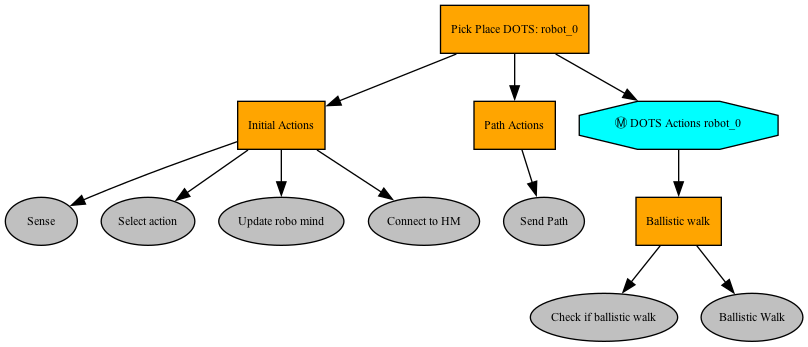 Pick Place DOTS: robot_0
Initial Actions
Path Actions
Ⓜ DOTS Actions robot_0
Sense
Select action
Update robo mind
Connect to HM
Send Path
Ballistic walk
Check if ballistic walk
Ballistic Walk